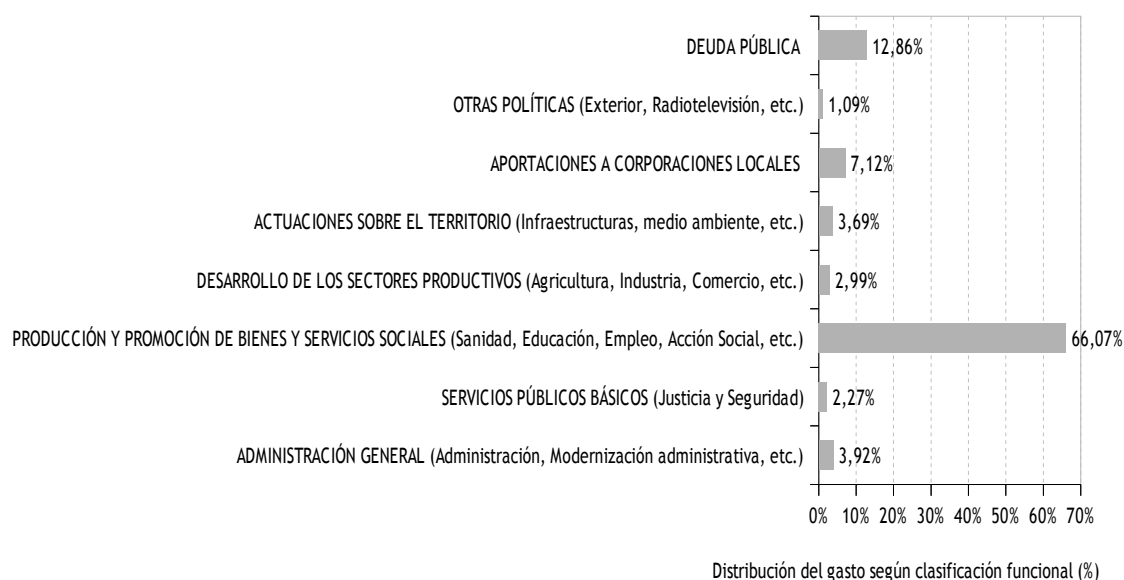 DEUDA PÚBLICA 12,86%
OTRAS POLÍTICAS (Exterior, Radiotelevisión, etc.) 1,09%
APORTACIONES A CORPORACIONES LOCALES 7,12%
ACTUACIONES SOBRE EL TERRITORIO (Infraestructuras, medio ambiente, etc.) 3,69%
DESARROLLO DE LOS SECTORES PRODUCTIVOS (Agricultura, Industria, Comercio, etc.) 2,99%
PRODUCCIÓN Y PROMOCIÓN DE BIENES Y SERVICIOS SOCIALES (Sanidad, Educación, Empleo, Acción Social, etc.) 66,07%
SERVICIOS PÚBLICOS BÁSICOS (Justicia y Seguridad) 2,27%
ADMINISTRACIÓN GENERAL (Administración, Modernización administrativa, etc.) 3,92%
0% 10% 20% 30% 40% 50% 60% 70%
Distribución del gasto según clasificación funcional (%)